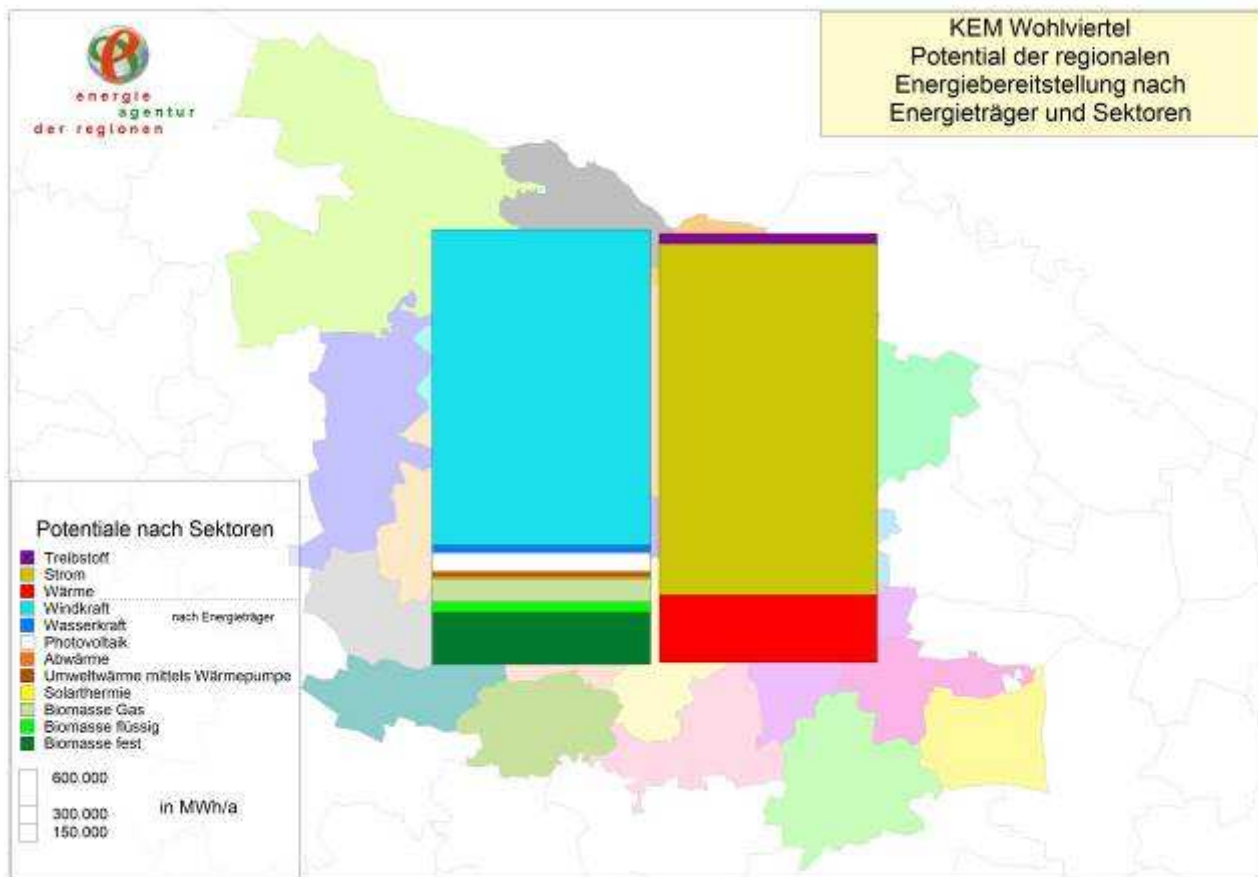 energie
agentur
der regionen
KEM Wohlviertel
Potential der regionalen
Energiebereitstellung nach
Energieträger und Sektoren
Potentiale nach Sektoren
Treibstoff
Strom
Wärme
Windkraft
nach Energieträger
Wasserkraft
Photovoltaik
Abwärme
Umweltwärme mittels Wärmepumpe
Solarthermie
Biomasse Gas
Biomasse flüssig
Biomasse fest
600.000
300.000
in MWh/a
150.000